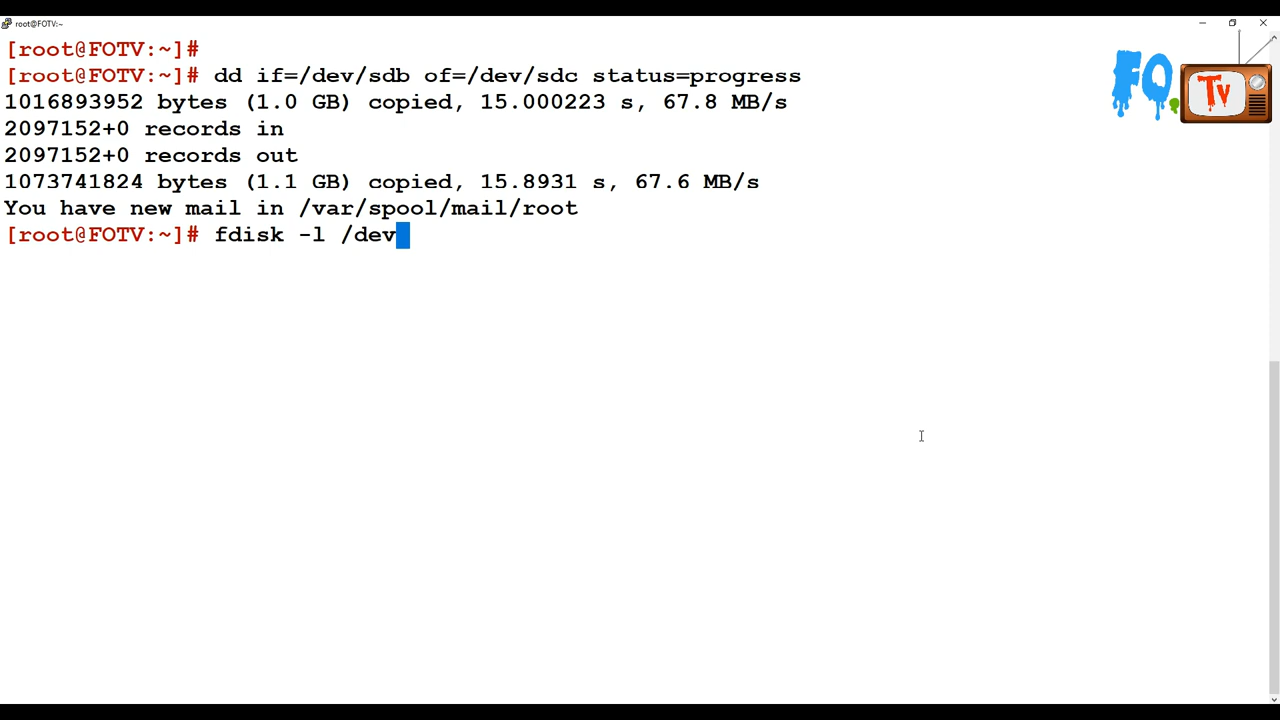 root@FOTV:~
[root@FOTV:~]#
[root@FOTV:~]# dd if=/dev/sdb of=/dev/sdc status=progress
1016893952 bytes (1.0 GB) copied, 15.000223 s, 67.8 MB/s
2097152+0 records in
2097152+0 records out
1073741824 bytes (1.1 GB) copied, 15.8931 s, 67.6 MB/s
You have new mail in /var/spool/mail/root
[root@FOTV:~]# fdisk -l /dev
FO.
Tv